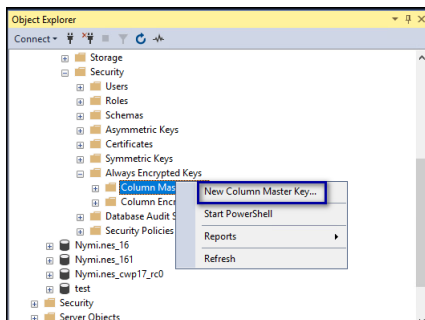 Object Explorer
Connect
Storage
Security
Users
Roles
Schemas
Asymmetric Keys
Certificates
Symmetric Keys
Always Encrypted Keys
Column Mas
New Column Master Key...
Column Encr
Start PowerShell
Database Audit S
Security Policies
Reports
Nymi.nes_16
Nymi.nes_161
Refresh
Nymi.nes_cwp17_rc0
test
Security
Server Objects